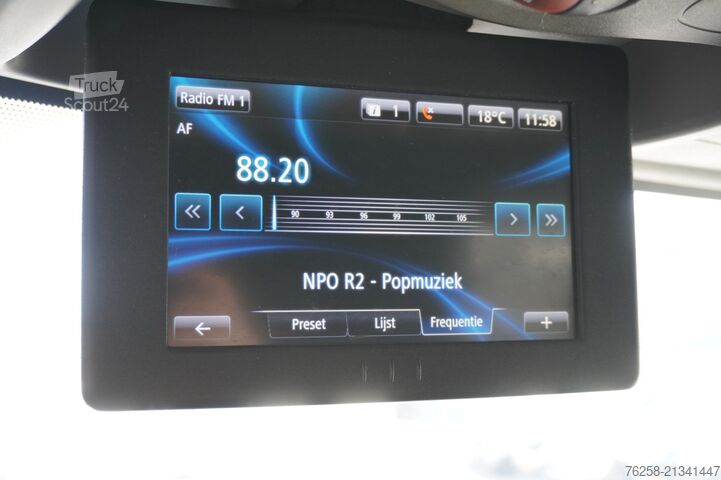 Truck
Scout24
Radio FM 1
1
18°C
11:58
AF
88.20
90 93 96 99 102 105
NPO R2 - Popmuziek
Preset
Lijst
Frequentie
+
76258-21341447